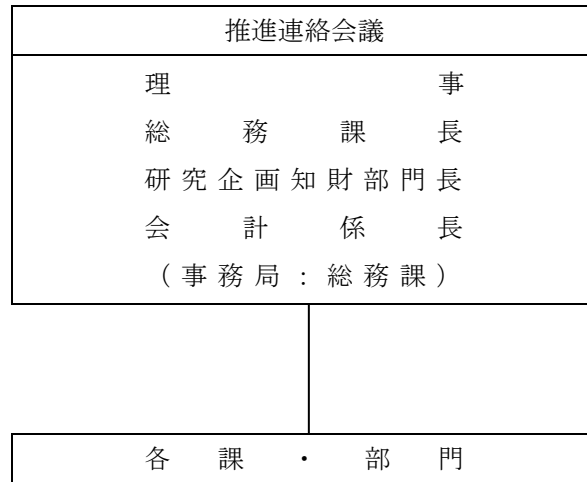 推進連絡会議
理事
総務課長
研究企画知財部門長
会計係長
(事務局:総務課)
各課・部門